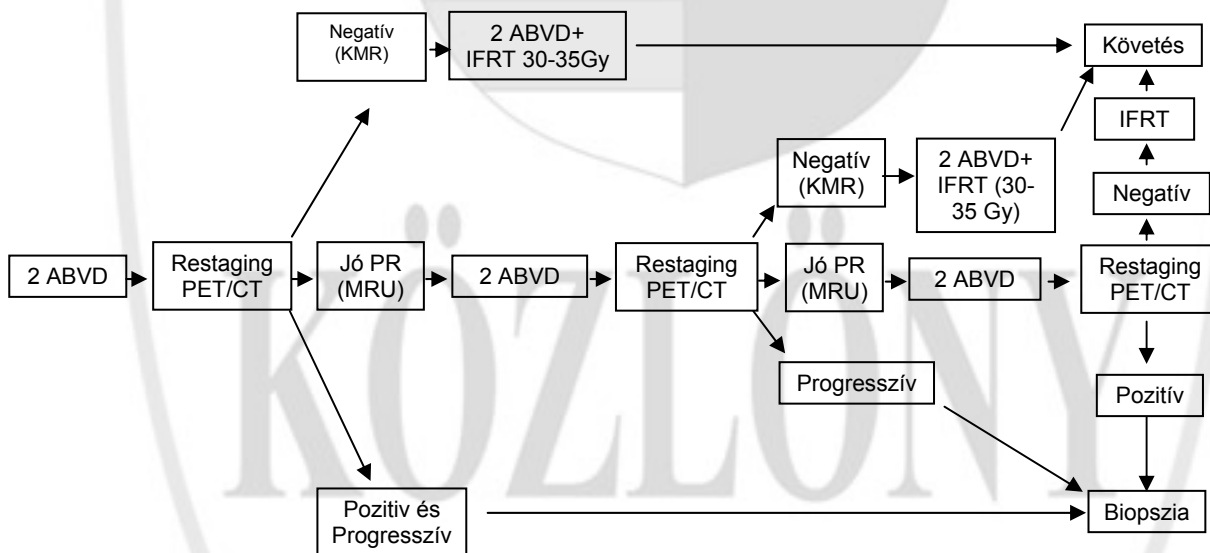 Negatív
(KMR)
2 ABVD+
IFRT 30-35Gy
Követés
IFRT
Negatív
(KMR)
2 ABVD+
IFRT (30-
35 Gy)
Negatív
2 ABVD
Restaging
PET/CT
Jó PR
(MRU)
2 ABVD
Restaging
PET/CT
Jó PR
(MRU)
2 ABVD
Restaging
PET/CT
Progresszív
Pozitív
Pozitiv és
Progresszív
Biopszia
KÖZLÖNY